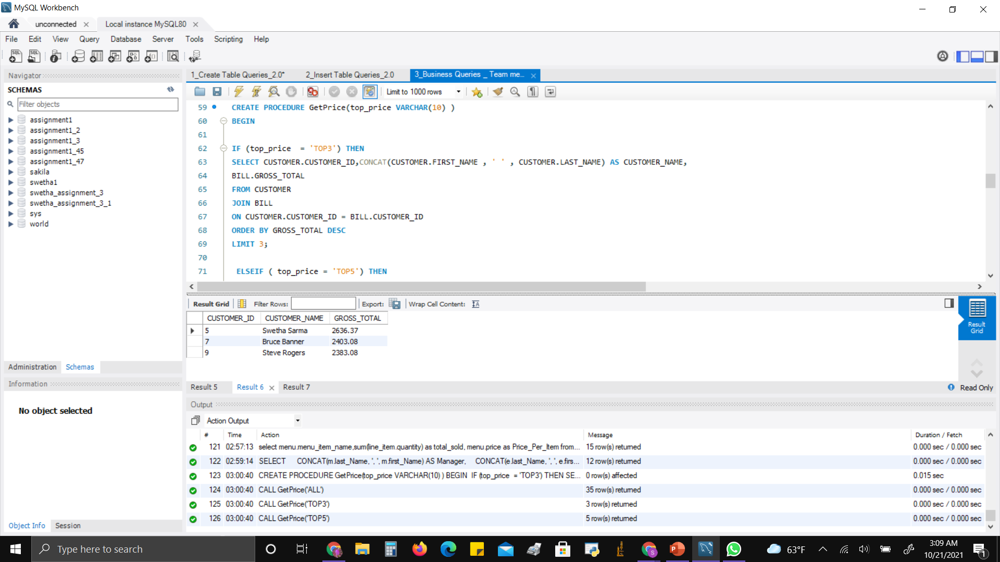 MySQL Workbench
unconnected
Local instance MySQL80
File Edit View Query Database Server Tools Scripting Help
Navigator
SCHEMAS
Filter objects
assignment1
assignment1_2
assignment1_3
assignment1_45
assignment1_47
sakila
swetha1
swetha_assignment_3
swetha_assignment_3_1
sys
world
Administration Schemas
Information
No object selected
Object Info Session
1_Create Table Queries_2.0* 2_Insert Table Queries_2.0 3_Business Queries _ Team me...
Limit to 1000 rows
59 CREATE PROCEDURE GetPrice(top_price VARCHAR(10) )
60 BEGIN
61
62 IF (top_price  = 'TOP3') THEN
63 SELECT CUSTOMER.CUSTOMER_ID,CONCAT(CUSTOMER.FIRST_NAME , ' ' , CUSTOMER.LAST_NAME) AS CUSTOMER_NAME,
64 BILL.GROSS_TOTAL
65 FROM CUSTOMER
66 JOIN BILL
67 ON CUSTOMER.CUSTOMER_ID = BILL.CUSTOMER_ID
68 ORDER BY GROSS_TOTAL DESC
69 LIMIT 3;
70
71 ELSEIF ( top_price = 'TOP5') THEN
Result Grid Filter Rows: Export: Wrap Cell Content:
CUSTOMER_ID CUSTOMER_NAME GROSS_TOTAL
5 Swetha Sarma 2636.37
7 Bruce Banner 2403.08
9 Steve Rogers 2383.08
Result
Grid
Result 5 Result 6 Result 7
Read Only
Output
Action Output
# Time Action Message Duration / Fetch
121 02:57:13 select menu.menu_item_name,sum(line_item.quantity) as total_sold, menu.price as Price_Per_Item from... 15 row(s) returned 0.000 sec / 0.000 sec
122 02:59:14 SELECT CONCAT(m.last_Name, ', ', m.first_Name) AS Manager, CONCAT(e.last_Name, ', ', e.firs... 12 row(s) returned 0.000 sec / 0.000 sec
123 03:00:40 CREATE PROCEDURE GetPrice(top_price VARCHAR(10) ) BEGIN IF (top_price = 'TOP3') THEN SE... 0 row(s) affected 0.015 sec
124 03:00:40 CALL GetPrice('ALL') 35 row(s) returned 0.000 sec / 0.000 sec
125 03:00:40 CALL GetPrice('TOP3') 3 row(s) returned 0.000 sec / 0.000 sec
126 03:00:40 CALL GetPrice('TOP5') 5 row(s) returned 0.000 sec / 0.000 sec
Type here to search
63°F
3:09 AM
10/21/2021
1